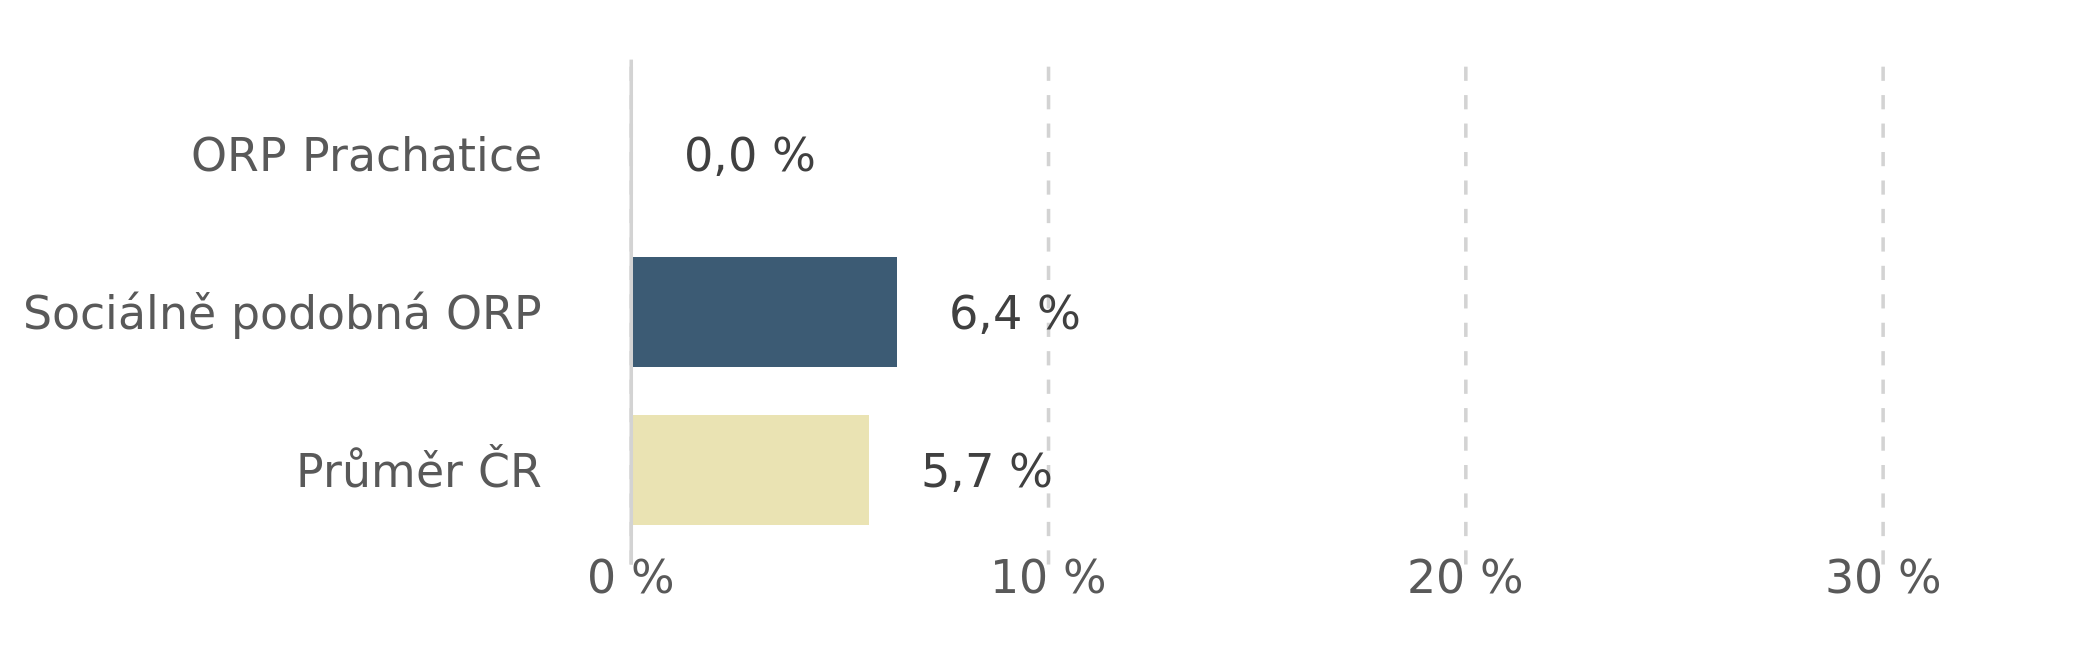 ORP Prachatice 0,0 %
Sociálně podobná ORP 6,4 %
Průměr ČR 5,7 %
0 % 10 % 20 % 30 %